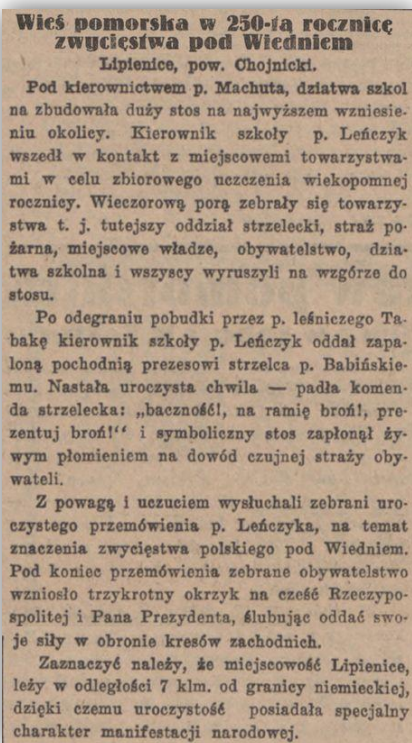 Wieś pomorska w 250-tą rocznicę
zwycięstwa pod Wiedniem
Lipienice, pow. Chojnicki.
Pod kierownictwem p. Machuta, dziatwa szkol
na zbudowała duży stos na najwyższem wzniesie-
niu okolicy. Kierownik szkoły p. Leńczyk
wszedł w kontakt z miejscowemi towarzystwa-
mi w celu zbiorowego uczczenia wiekopomnej
rocznicy. Wieczorową porą zebrały się towarzy-
stwa t. j. tutejszy oddział strzelecki, straż po-
żarna, miejscowe władze, obywatelstwo, dzia-
twa szkolna i wszyscy wyruszyli na wzgórze do
stosu.
Po odegraniu pobudki przez p. leśniczego Ta-
bakę kierownik szkoły p. Leńczyk oddał zapa-
loną pochodnią prezesowi strzelca p. Babińskie-
mu. Nastała uroczysta chwila — padła komen-
da strzelecka: „baczność!, na ramię broń!, pre-
zentuj broń!“ i symboliczny stos zapłonął ży-
wym płomieniem na dowód czujnej straży oby-
wateli.
Z powagą i uczuciem wysłuchali zebrani uro-
czystego przemówienia p. Leńczyka, na temat
znaczenia zwycięstwa polskiego pod Wiedniem.
Pod koniec przemówienia zebrane obywatelstwo
wzniosło trzykrotny okrzyk na cześć Rzeczypo-
spolitej i Pana Prezydenta, ślubując oddać swo-
je siły w obronie kresów zachodnich.
Zaznaczyć należy, że miejscowość Lipienice,
leży w odległości 7 klm. od granicy niemieckiej,
dzięki czemu uroczystość posiadała specjalny
charakter manifestacji narodowej.